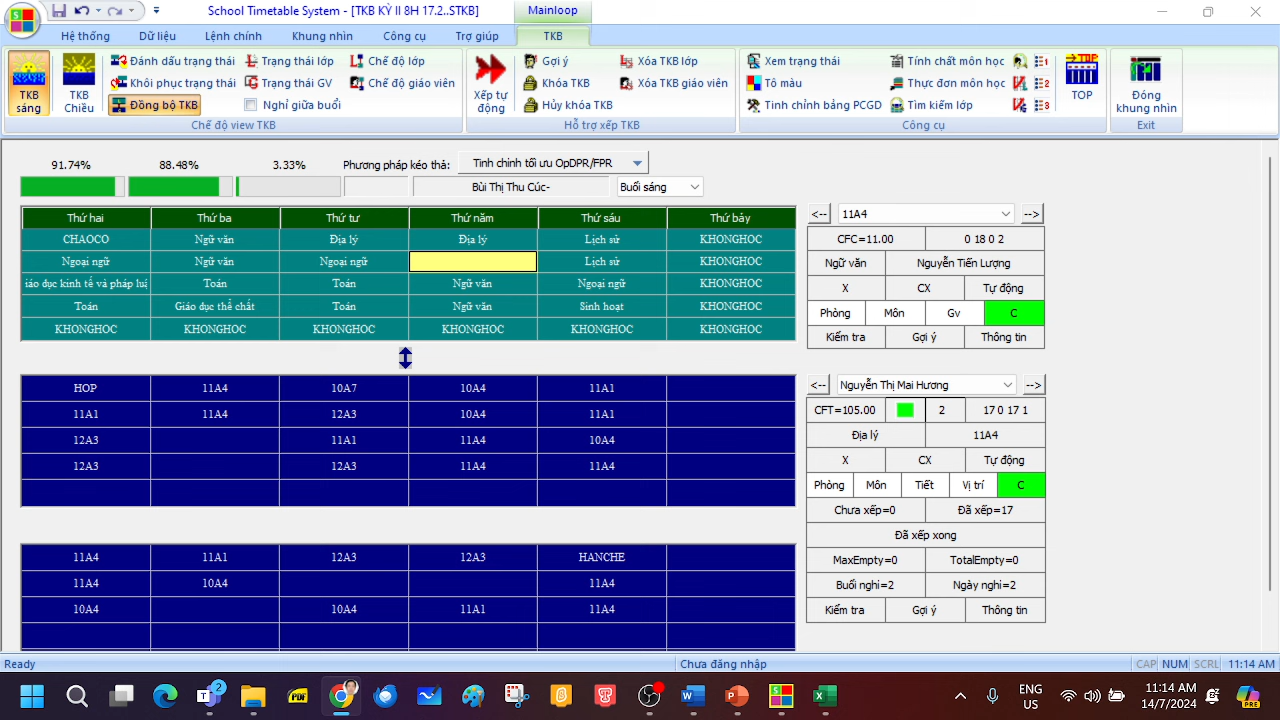 School Timetable System - [TKB KỲ II 8H 17.2..STKB]
Mainloop
Hệ thống Dữ liệu Lệnh chính Khung nhìn Công cụ Trợ giúp TKB
TKB sáng
TKB Chiều
Đánh dấu trạng thái Trạng thái lớp Chế độ lớp
Khôi phục trạng thái Trạng thái GV Chế độ giáo viên
Đồng bộ TKB Nghỉ giữa buổi
Chế độ view TKB
Xếp tự động
Gợi ý Xóa TKB lớp
Khóa TKB Xóa TKB giáo viên
Hủy khóa TKB
Hỗ trợ xếp TKB
Xem trạng thái Tính chất môn học
Tô màu Thực đơn môn học
Tinh chỉnh bảng PCGD Tìm kiếm lớp
TOP
Công cụ
Đóng khung nhìn
Exit
91.74% 88.48% 3.33% Phương pháp kéo thả: Tinh chỉnh tối ưu OpDPR/FPR
Bùi Thị Thu Cúc- Buổi sáng
Thứ hai Thứ ba Thứ tư Thứ năm Thứ sáu Thứ bảy
CHAOCO Ngữ văn Địa lý Địa lý Lịch sử KHONGHOC
Ngoại ngữ Ngữ văn Ngoại ngữ Lịch sử KHONGHOC
iáo dục kinh tế và pháp luậ Toán Toán Ngữ văn Ngoại ngữ KHONGHOC
Toán Giáo dục thể chất Toán Ngữ văn Sinh hoạt KHONGHOC
KHONGHOC KHONGHOC KHONGHOC KHONGHOC KHONGHOC KHONGHOC
<-- 11A4 -->
CFC=11.00 0 18 0 2
Ngữ văn Nguyễn Tiến Lượng
X CX Tự động
Phòng Môn Gv C
Kiểm tra Gợi ý Thông tin
HOP 11A4 10A7 10A4 11A1
11A1 11A4 12A3 10A4 11A1
12A3 11A1 11A4 10A4
12A3 12A3 11A4 11A4
<-- Nguyễn Thị Mai Hương -->
CFT=105.00 2 17 0 17 1
Địa lý 11A4
X CX Tự động
Phòng Môn Tiết Vị trí C
Chưa xếp=0 Đã xếp=17
Đã xếp xong
MaxEmpty=0 TotalEmpty=0
Buổi nghỉ=2 Ngày nghỉ=2
Kiểm tra Gợi ý Thông tin
11A4 11A1 12A3 12A3 HANCHE
11A4 10A4 11A4
10A4 10A4 11A1 11A4
Ready Chưa đăng nhập CAP NUM SCRL 11:14 AM
ENG US
11:14 AM
14/7/2024